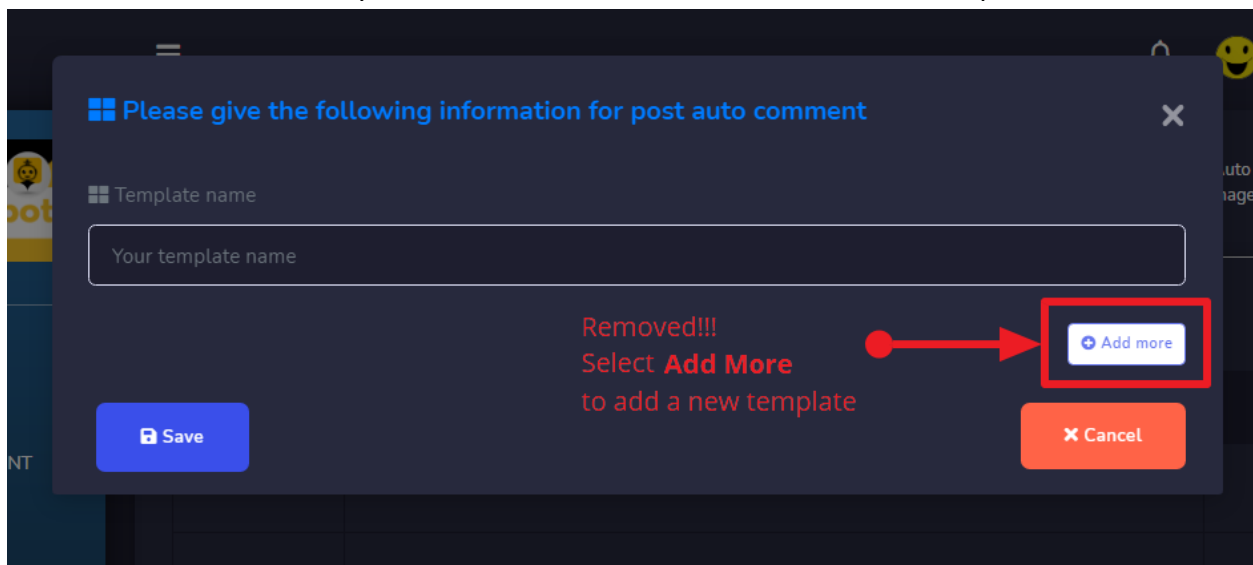 Please give the following information for post auto comment
Template name
Your template name
Removed!!!
Select Add More
to add a new template
Add more
Save
Cancel
NT